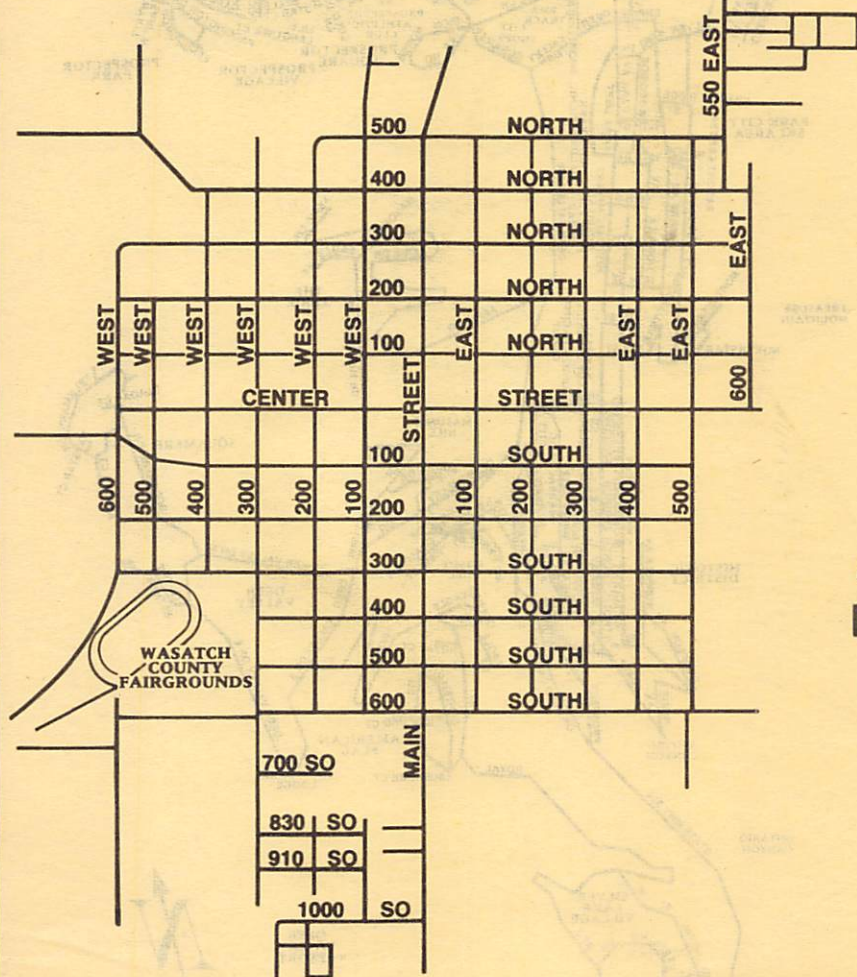 550 EAST
500 NORTH
400 NORTH
300 NORTH
EAST
200 NORTH
WEST WEST WEST WEST WEST WEST EAST EAST EAST
100 NORTH
600
CENTER STREET STREET
100 SOUTH
600 500 400 300 200 100 100 200 300 400 500
200
300 SOUTH
400 SOUTH
WASATCH
COUNTY
FAIRGROUNDS
500 SOUTH
600 SOUTH
MAIN
700 SO
830 SO
910 SO
1000 SO